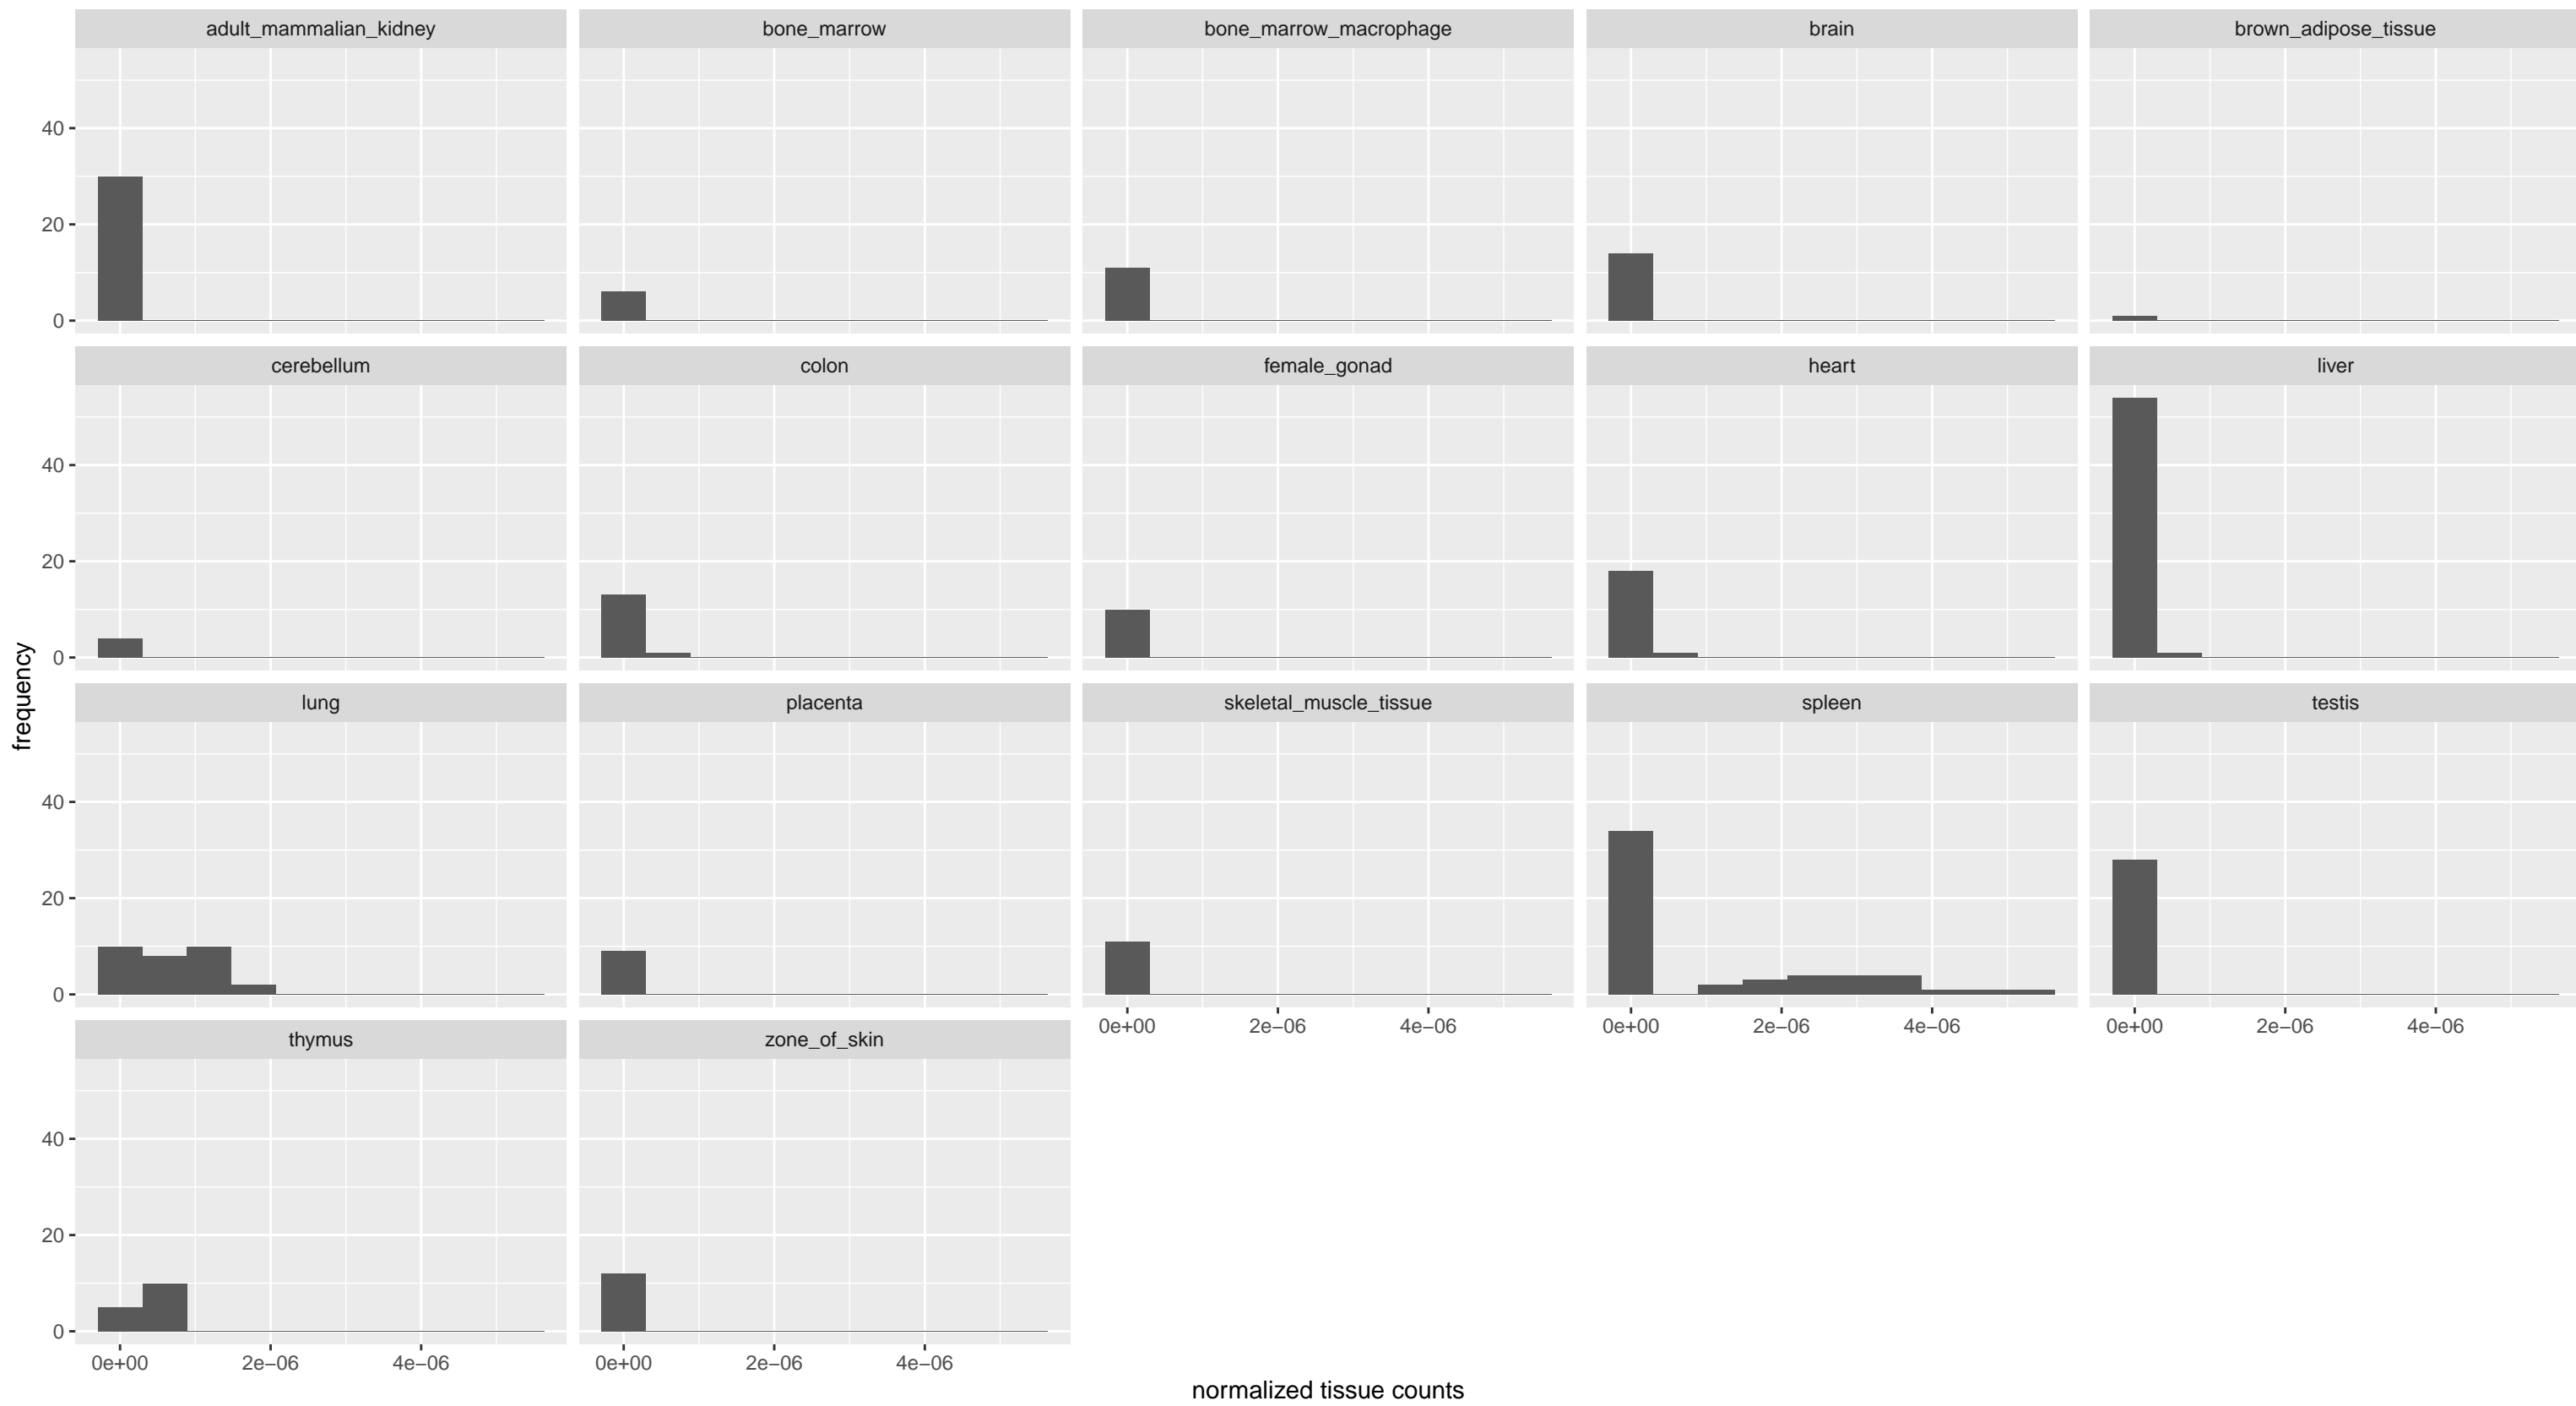 adult_mammalian_kidney bone_marrow bone_marrow_macrophage brain brown_adipose_tissue
40
20
0
cerebellum colon female_gonad heart liver
40
20
0
frequency
lung placenta skeletal_muscle_tissue spleen testis
40
20
0
0e+00 2e−06 4e−06 0e+00 2e−06 4e−06 0e+00 2e−06 4e−06
thymus zone_of_skin
40
20
0
0e+00 2e−06 4e−06 0e+00 2e−06 4e−06
normalized tissue counts